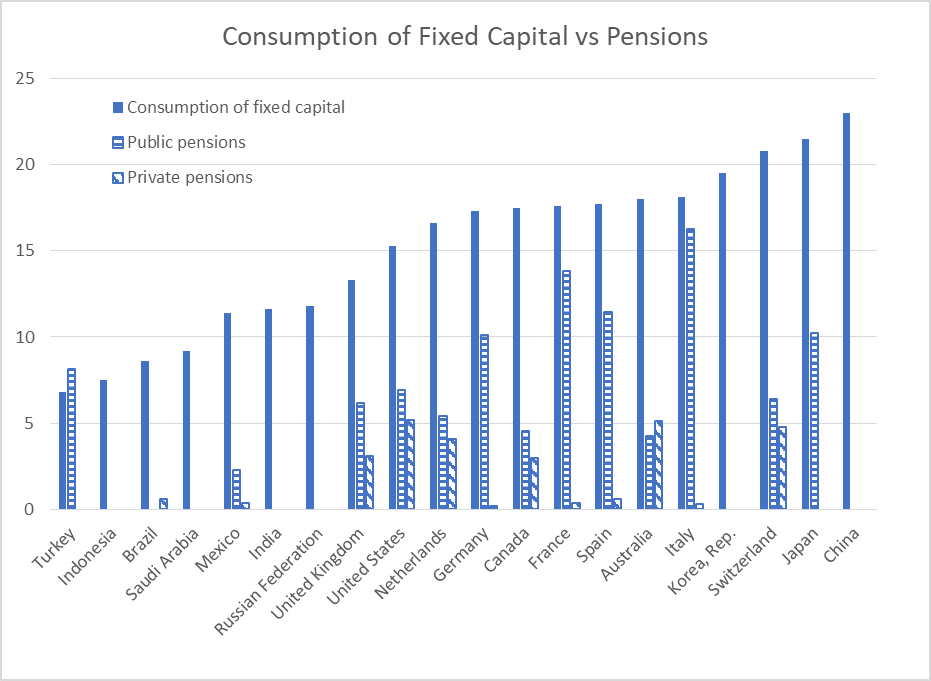 Consumption of Fixed Capital vs Pensions
25
Consumption of fixed capital
Public pensions
20
Private pensions
15
10
5
0
Turkey
Indonesia
Brazil
Saudi Arabia
Mexico
India
Russian Federation
United Kingdom
United States
Netherlands
Germany
Canada
France
Spain
Australia
Italy
Korea, Rep.
Switzerland
Japan
China